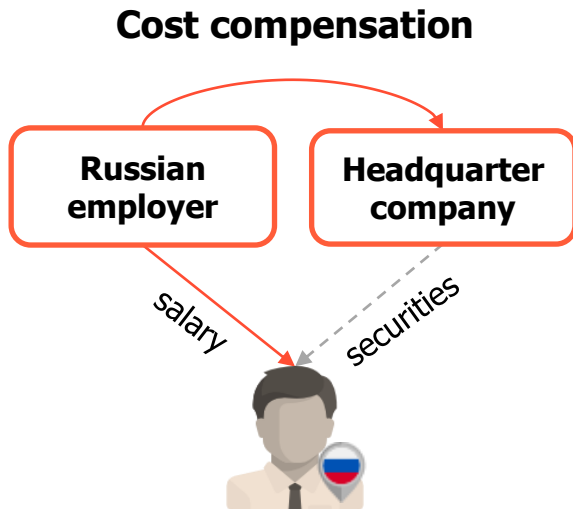 Cost compensation
Russian
employer
Headquarter
company
salary
securities